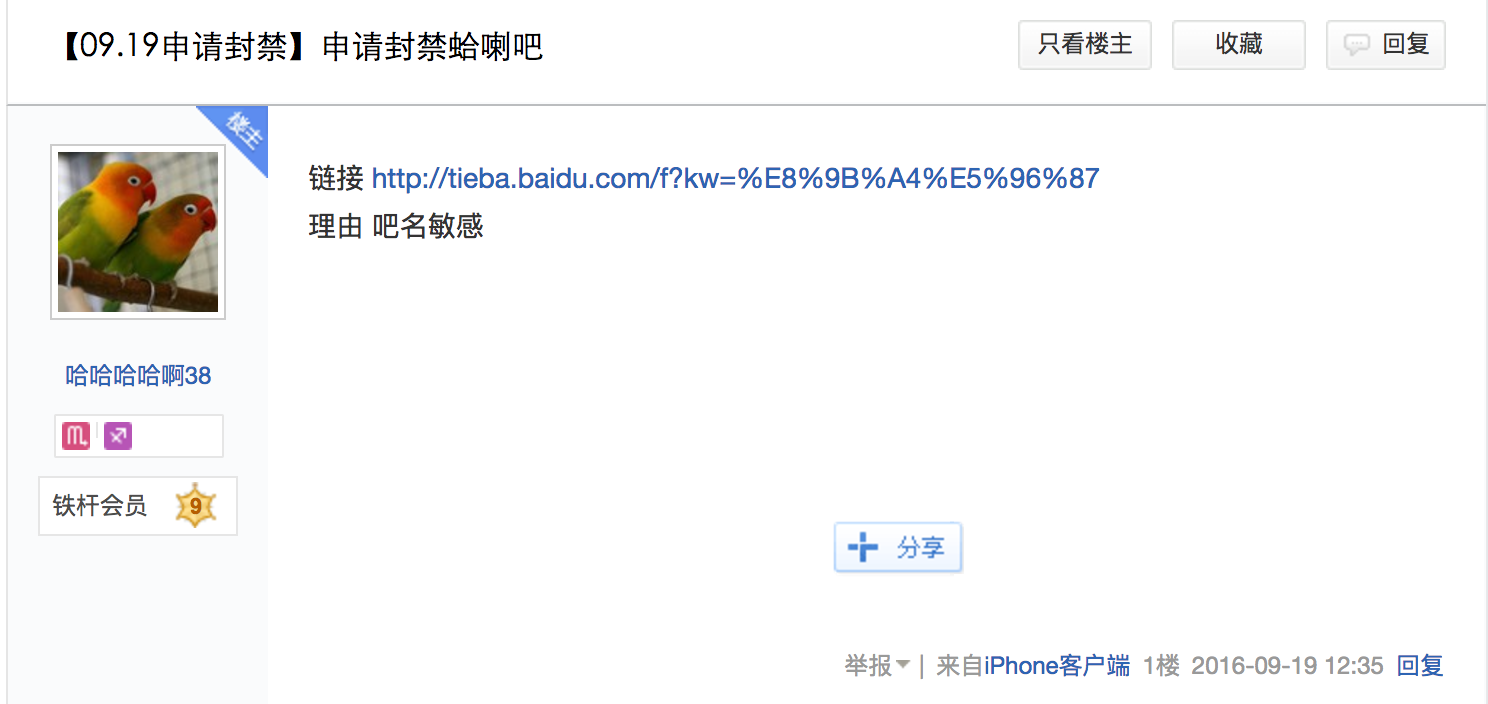 【09.19申请封禁】申请封禁蛤喇吧
只看楼主
收藏
回复
楼主
链接 http://tieba.baidu.com/f?kw=%E8%9B%A4%E5%96%87
理由 吧名敏感
哈哈哈哈啊38
铁杆会员 9
分享
举报 | 来自iPhone客户端 1楼 2016-09-19 12:35 回复